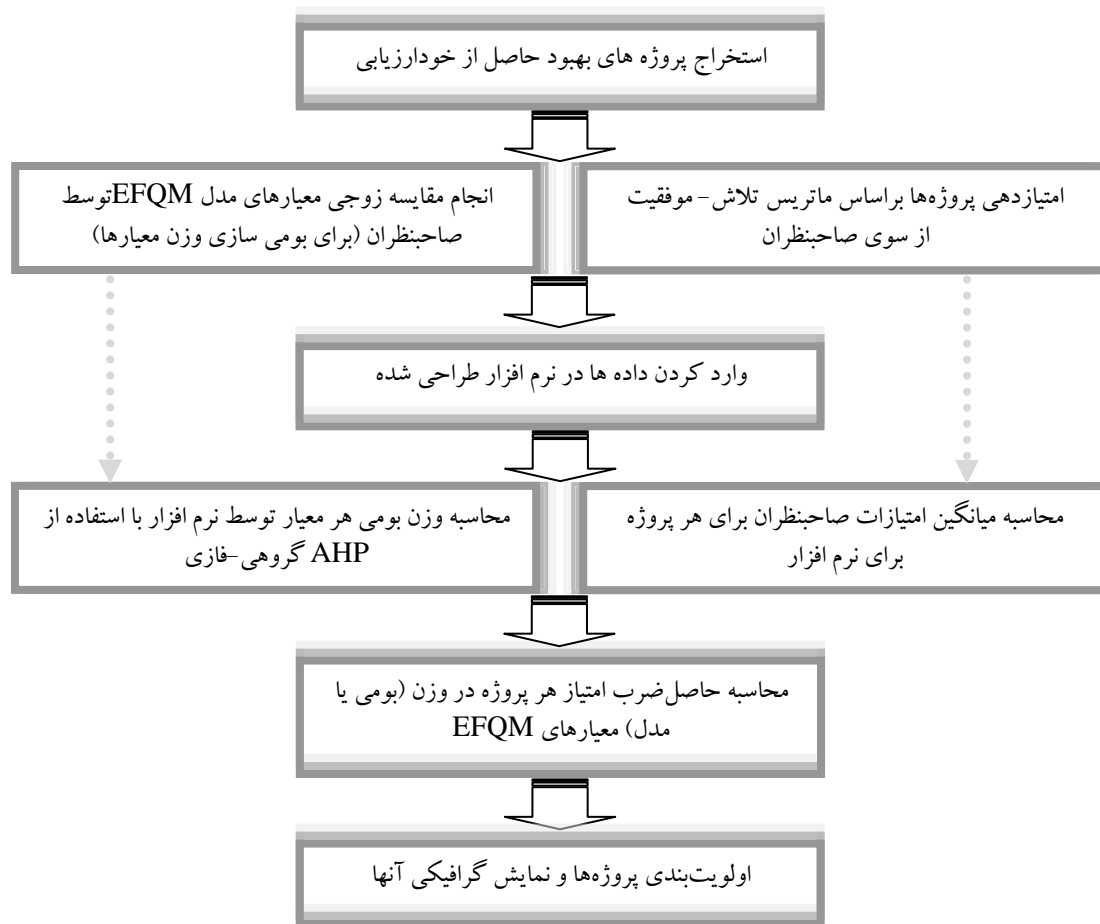 استخراج پروژه های بهبود حاصل از خودارزیابی
امتیازدهی پروژه‌ها براساس ماتریس تلاش- موفقیت
از سوی صاحبنظران
انجام مقایسه زوجی معیارهای مدل EFQMتوسط
صاحبنظران (برای بومی سازی وزن معیارها)
وارد کردن داده ها در نرم افزار طراحی شده
محاسبه میانگین امتیازات صاحبنظران برای هر پروژه
برای نرم افزار
محاسبه وزن بومی هر معیار توسط نرم افزار با استفاده از
AHP گروهی-فازی
محاسبه حاصل‌ضرب امتیاز هر پروژه در وزن (بومی یا
مدل) معیارهای EFQM
اولویت‌بندی پروژه‌ها و نمایش گرافیکی آنها